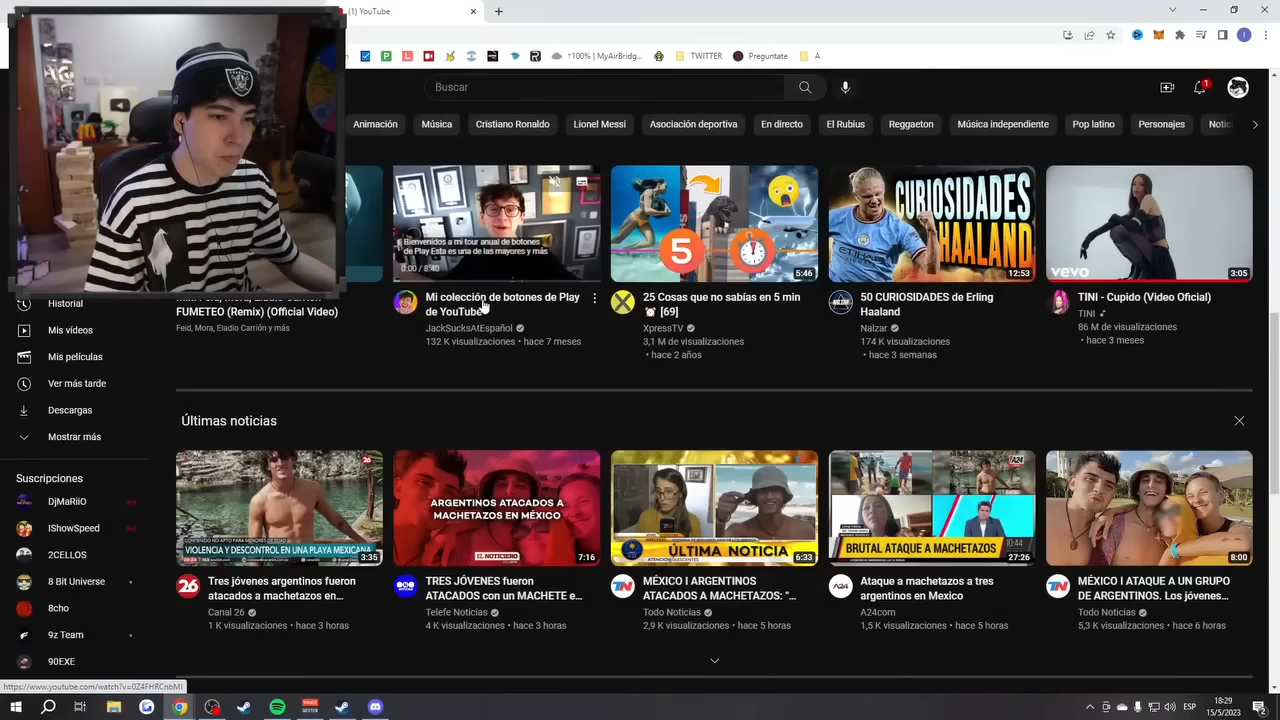 (1) YouTube
↑100% | MyAirBridg...
TWITTER
Preguntate
A
Buscar
1
Animación
Música
Cristiano Ronaldo
Lionel Messi
Asociación deportiva
En directo
El Rubius
Reggaeton
Música independiente
Pop latino
Personajes
Notic
Bienvenidos a mi tour anual de botones
de Play Esta es una de las mayores y más
0:00 / 8:40
5
5:46
CURIOSIDADES
HAALAND
12:53
vevo
3:05
FUMETEO (Remix) (Official Video)
Feid, Mora, Eladio Carrión y más
Mi colección de botones de Play
de YouTube
JackSucksAtEspañol
132 K visualizaciones • hace 7 meses
25 Cosas que no sabías en 5 min
⏰ [69]
XpressTV
3,1 M de visualizaciones
• hace 2 años
50 CURIOSIDADES de Erling
Haaland
Nalzar
174 K visualizaciones
• hace 3 semanas
TINI - Cupido (Video Oficial)
TINI
86 M de visualizaciones
• hace 3 meses
Historial
Mis vídeos
Mis películas
Ver más tarde
Descargas
Mostrar más
Suscripciones
DjMaRiiO
IShowSpeed
2CELLOS
8 Bit Universe
8cho
9z Team
90EXE
Últimas noticias
26
VIOLENCIA Y DESCONTROL EN UNA PLAYA MEXICANA
3:35
ARGENTINOS ATACADOS A
MACHETAZOS EN MÉXICO
EL NOTICIERO
7:16
ÚLTIMA NOTICIA
6:33
A24
BRUTAL ATAQUE A MACHETAZOS
10:44
27:26
8:00
Tres jóvenes argentinos fueron
atacados a machetazos en...
Canal 26
1 K visualizaciones • hace 3 horas
TRES JÓVENES fueron
ATACADOS con un MACHETE e...
Telefe Noticias
4 K visualizaciones • hace 3 horas
MÉXICO I ARGENTINOS
ATACADOS A MACHETAZOS: "...
Todo Noticias
2,9 K visualizaciones • hace 5 horas
Ataque a machetazos a tres
argentinos en Mexico
A24com
1,5 K visualizaciones • hace 5 horas
MÉXICO I ATAQUE A UN GRUPO
DE ARGENTINOS. Los jóvenes...
Todo Noticias
5,3 K visualizaciones • hace 6 horas
https://www.youtube.com/watch?v=0Z4FHRCnbMI
ESP
18:29
15/5/2023